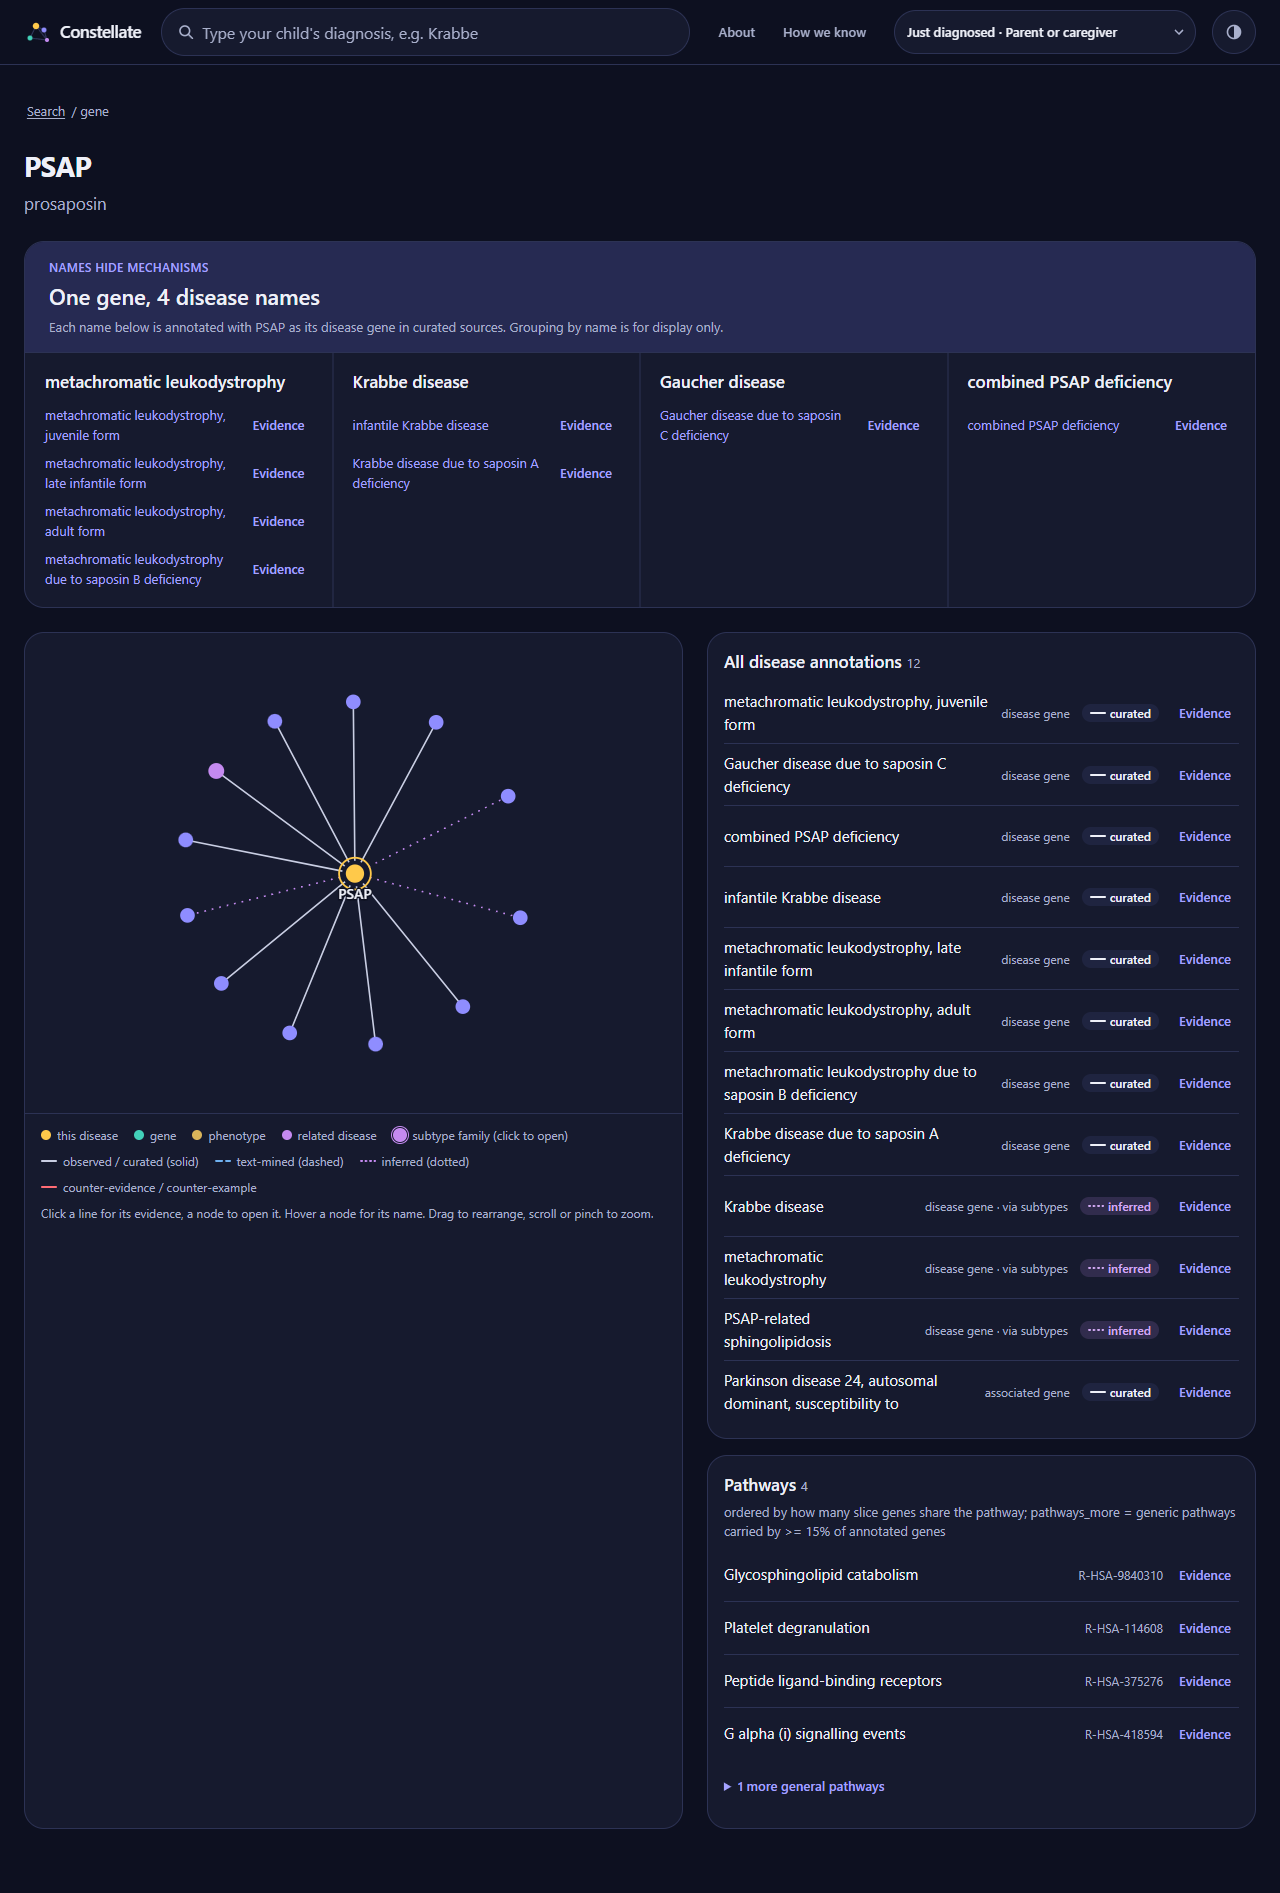 Constellate
Type your child's diagnosis, e.g. Krabbe
About
How we know
Just diagnosed · Parent or caregiver
Search / gene
PSAP
prosaposin
NAMES HIDE MECHANISMS
One gene, 4 disease names
Each name below is annotated with PSAP as its disease gene in curated sources. Grouping by name is for display only.
metachromatic leukodystrophy
metachromatic leukodystrophy,
juvenile form
Evidence
metachromatic leukodystrophy,
late infantile form
Evidence
metachromatic leukodystrophy,
adult form
Evidence
metachromatic leukodystrophy
due to saposin B deficiency
Evidence
Krabbe disease
infantile Krabbe disease
Evidence
Krabbe disease due to saposin A
deficiency
Evidence
Gaucher disease
Gaucher disease due to saposin
C deficiency
Evidence
combined PSAP deficiency
combined PSAP deficiency
Evidence
PSAP
this disease
gene
phenotype
related disease
subtype family (click to open)
observed / curated (solid)
text-mined (dashed)
inferred (dotted)
counter-evidence / counter-example
Click a line for its evidence, a node to open it. Hover a node for its name. Drag to rearrange, scroll or pinch to zoom.
All disease annotations 12
metachromatic leukodystrophy, juvenile
form
disease gene
curated
Evidence
Gaucher disease due to saposin C
deficiency
disease gene
curated
Evidence
combined PSAP deficiency
disease gene
curated
Evidence
infantile Krabbe disease
disease gene
curated
Evidence
metachromatic leukodystrophy, late
infantile form
disease gene
curated
Evidence
metachromatic leukodystrophy, adult
form
disease gene
curated
Evidence
metachromatic leukodystrophy due to
saposin B deficiency
disease gene
curated
Evidence
Krabbe disease due to saposin A
deficiency
disease gene
curated
Evidence
Krabbe disease
disease gene · via subtypes
inferred
Evidence
metachromatic
leukodystrophy
disease gene · via subtypes
inferred
Evidence
PSAP-related
sphingolipidosis
disease gene · via subtypes
inferred
Evidence
Parkinson disease 24, autosomal
dominant, susceptibility to
associated gene
curated
Evidence
Pathways 4
ordered by how many slice genes share the pathway; pathways_more = generic pathways
carried by >= 15% of annotated genes
Glycosphingolipid catabolism
R-HSA-9840310
Evidence
Platelet degranulation
R-HSA-114608
Evidence
Peptide ligand-binding receptors
R-HSA-375276
Evidence
G alpha (i) signalling events
R-HSA-418594
Evidence
1 more general pathways